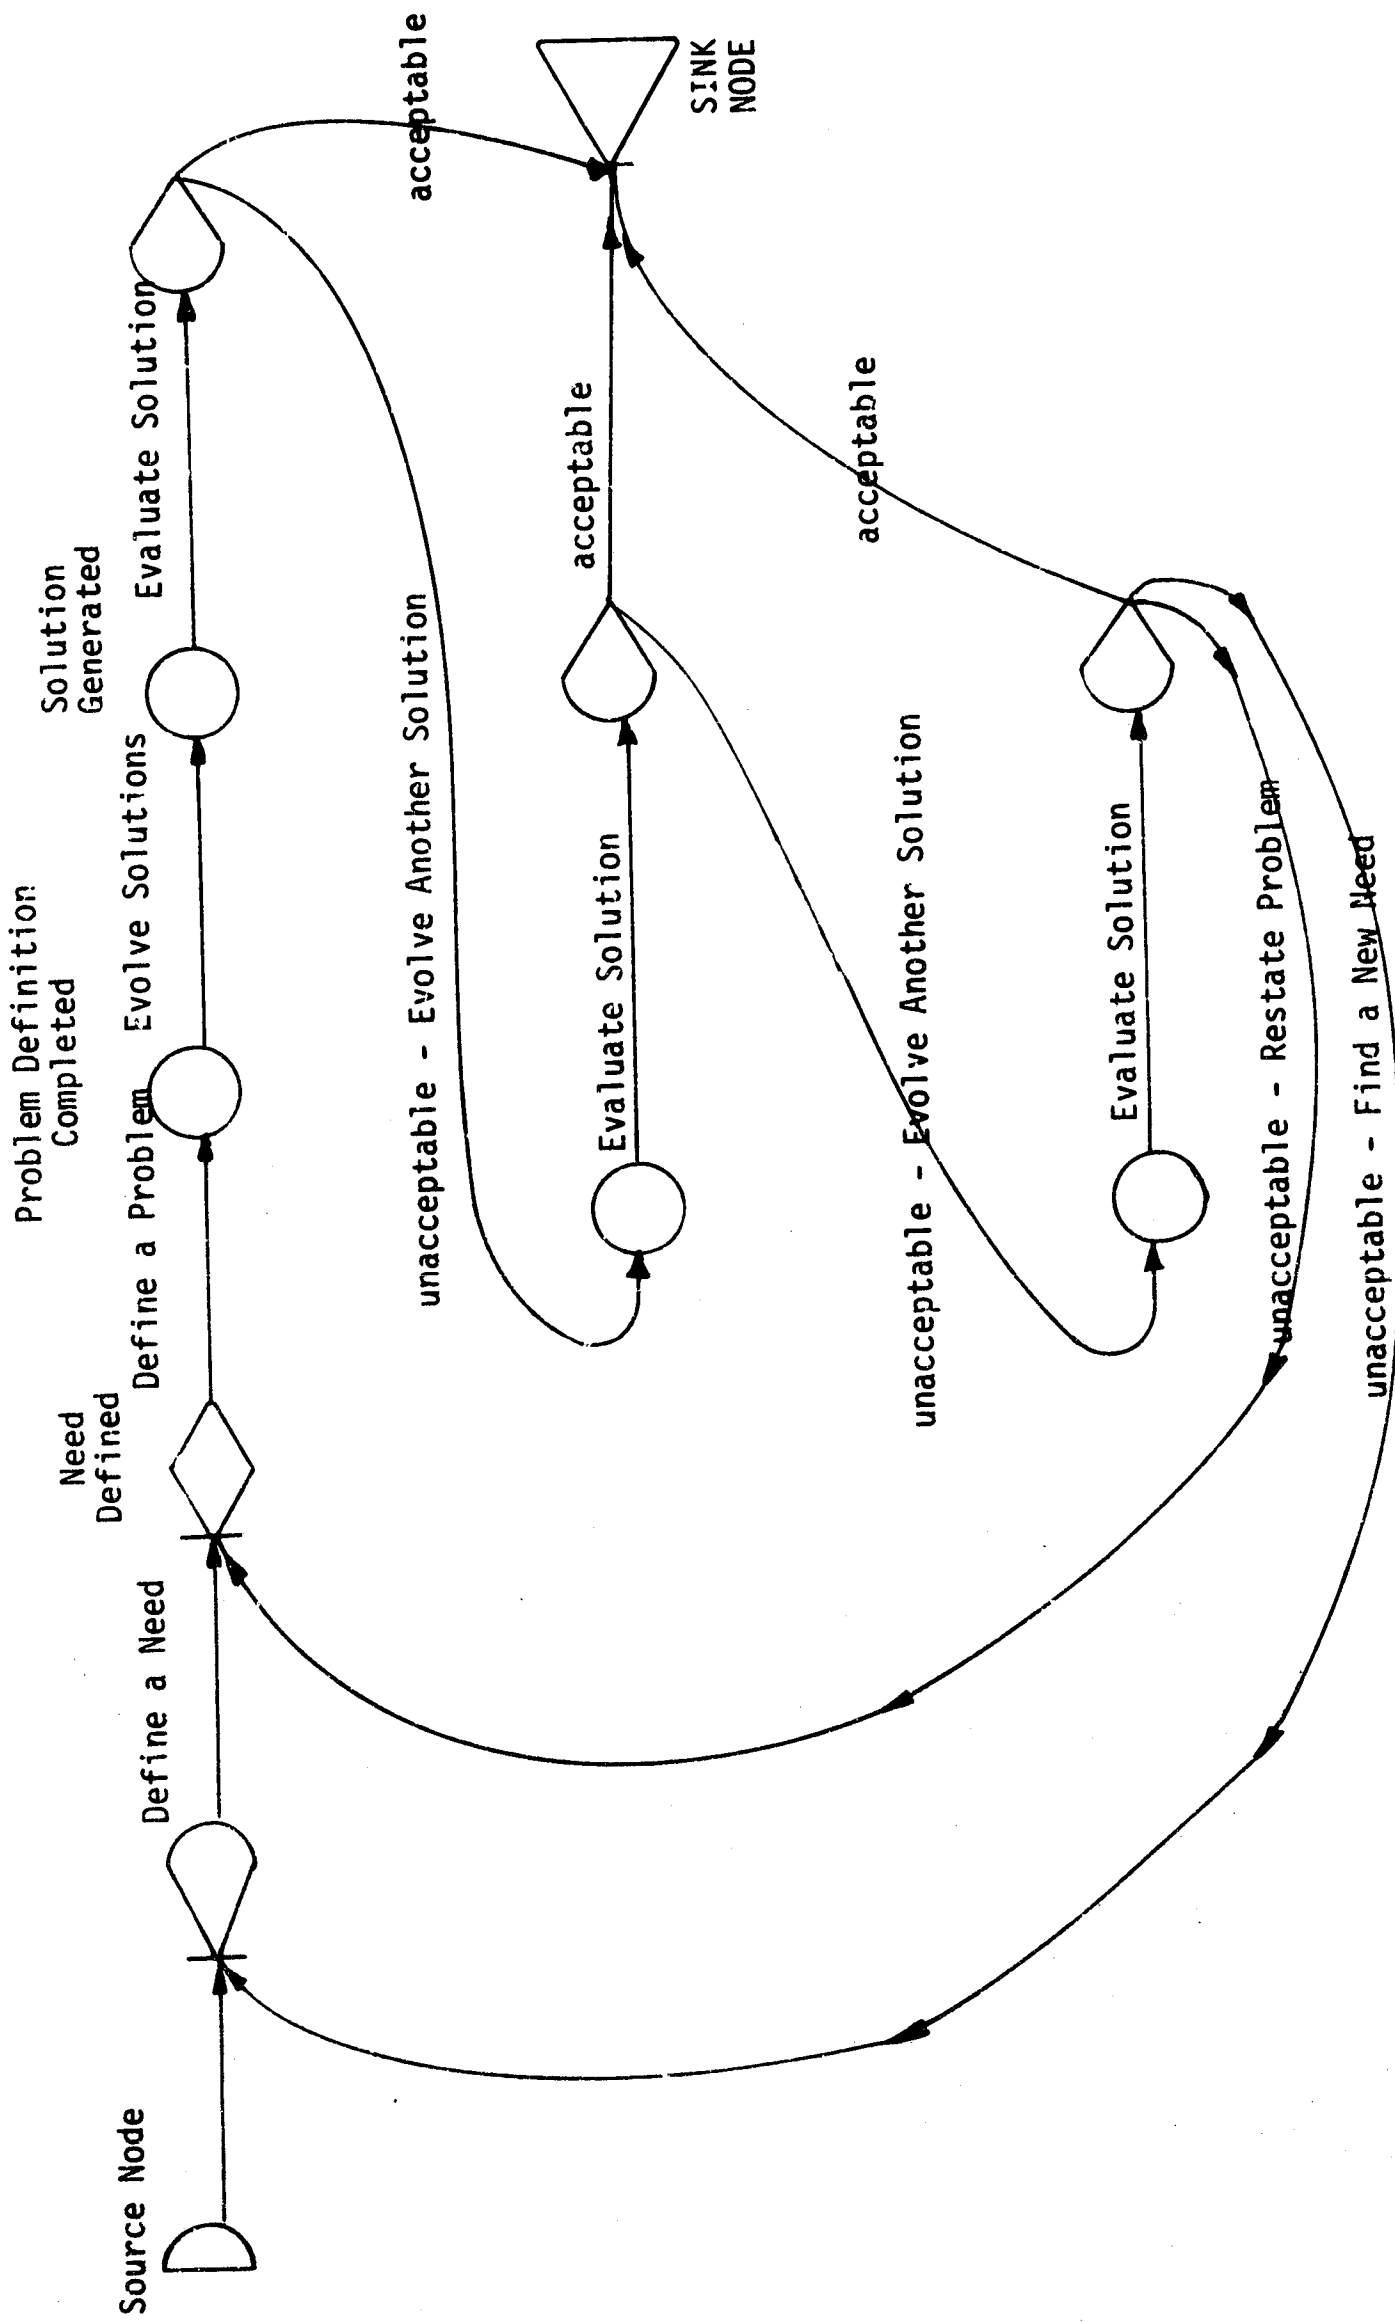 Source Node
Define a Need
Need
Defined
Define a Problem
Problem Definition
Completed
Evolve Solutions
Solution
Generated
Evaluate Solution
acceptable
unacceptable - Evolve Another Solution
Evaluate Solution
acceptable
SINK
NODE
unacceptable - Evolve Another Solution
Evaluate Solution
acceptable
unacceptable - Restate Problem
unacceptable - Find a New Need